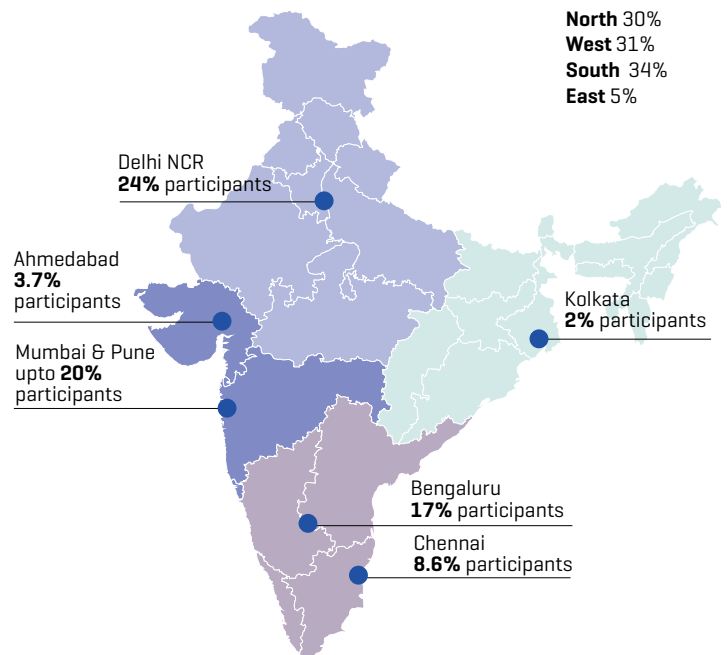 North 30%
West 31%
South 34%
East 5%
Delhi NCR
24% participants
Ahmedabad
3.7%
participants
Kolkata
2% participants
Mumbai & Pune
upto 20%
participants
Bengaluru
17% participants
Chennai
8.6% participants